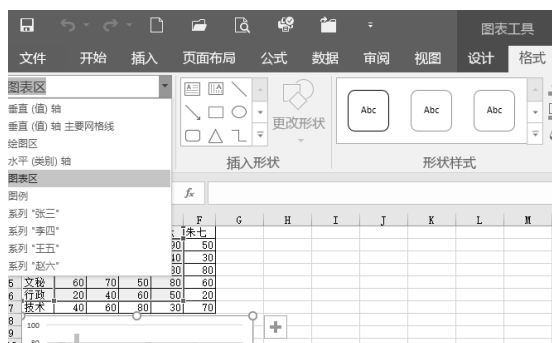 图表工具
文件 开始 插入 页面布局 公式 数据 审阅 视图 设计 格式
图表区
垂直 (值) 轴
垂直 (值) 轴 主要网格线
绘图区
水平 (类别) 轴
图表区
图例
系列 "张三"
系列 "李四"
系列 "王五"
系列 "赵六"
更改形状
Abc Abc Abc
插入形状 形状样式
fx
F G H I J K L M
朱七
90 50
30
80 80
5 文秘 60 70 50 80 60
6 行政 20 40 60 50 20
7 技术 40 60 80 30 70
8
9
100
80